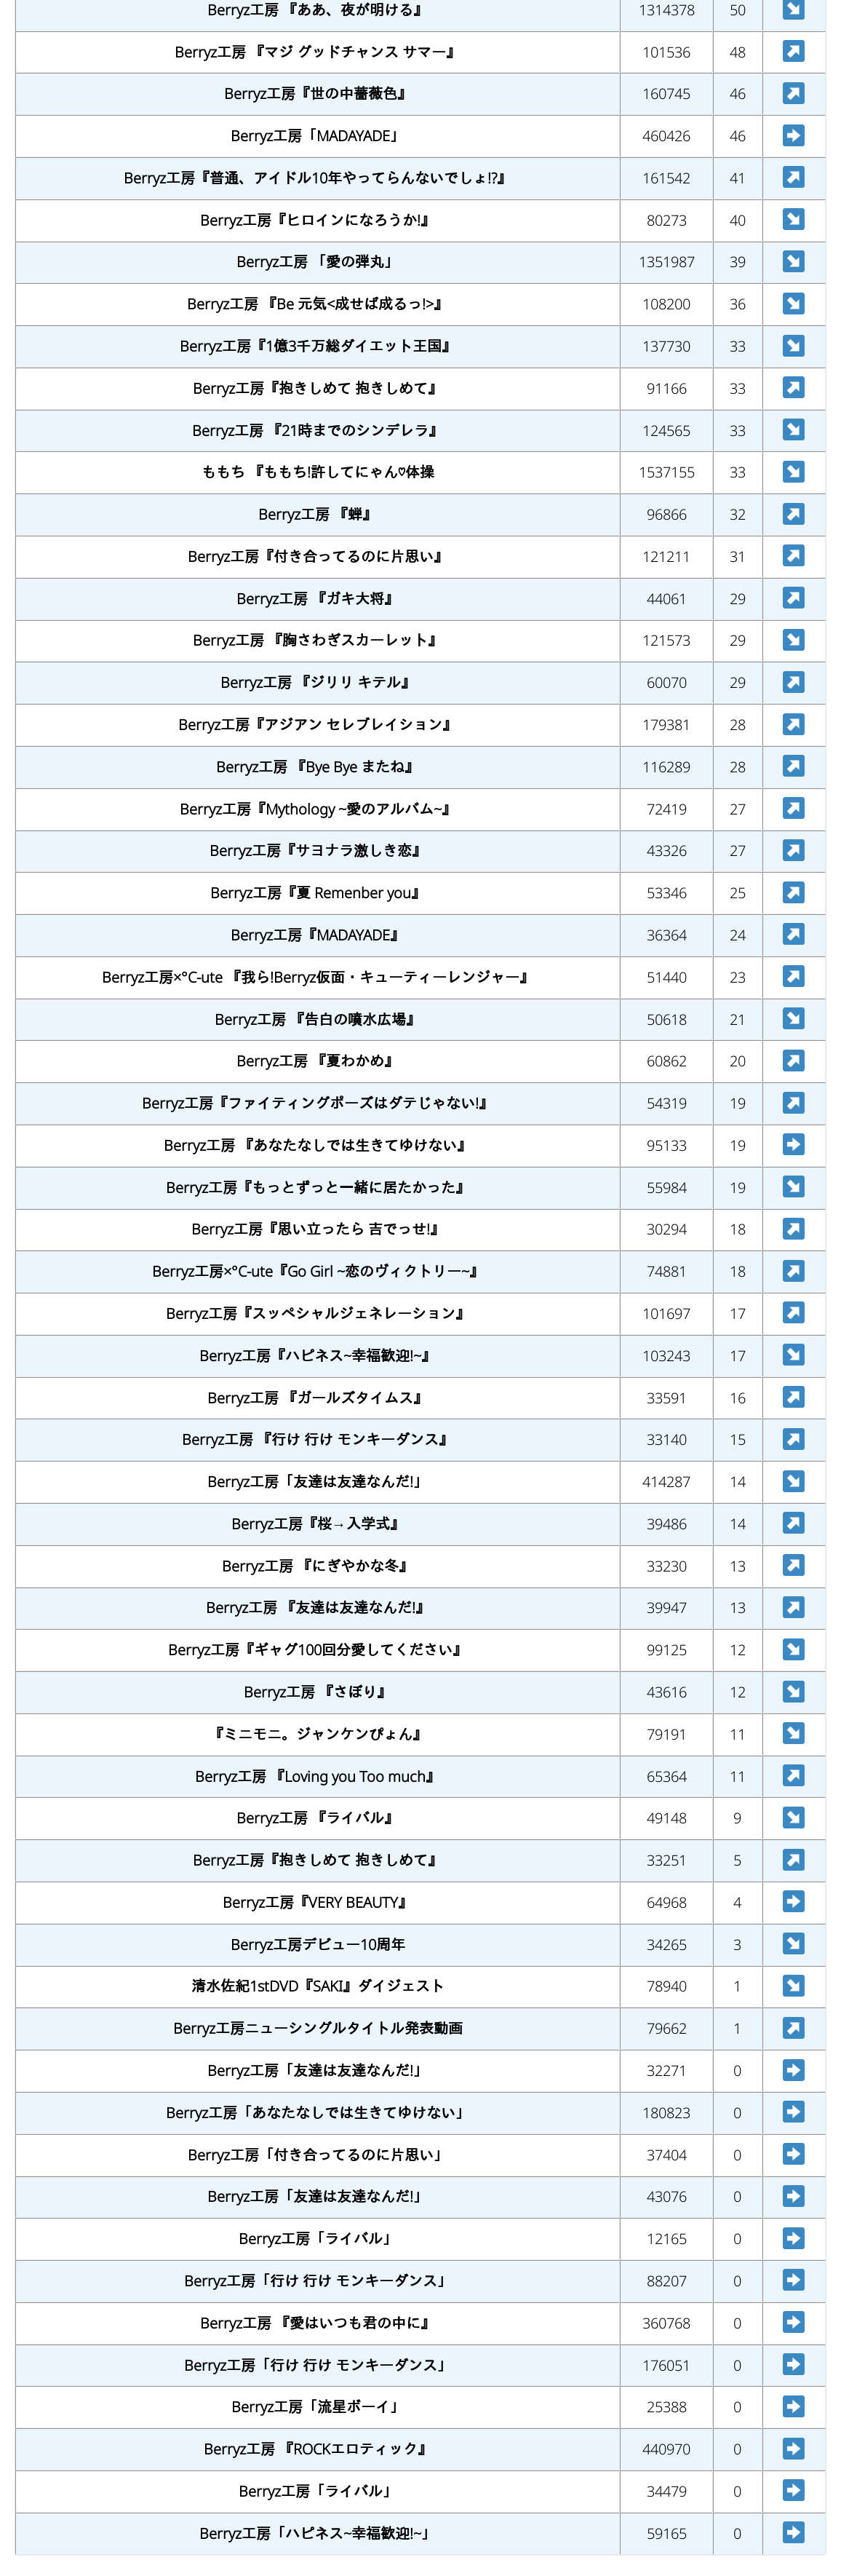 Berryz工房 『ああ、夜が明ける』 1314378 50 ↘
Berryz工房 『マジ グッドチャンス サマー』 101536 48 ↗
Berryz工房『世の中薔薇色』 160745 46 ↗
Berryz工房「MADAYADE」 460426 46 ➡
Berryz工房『普通、アイドル10年やってらんないでしょ!?』 161542 41 ↗
Berryz工房『ヒロインになろうか!』 80273 40 ↘
Berryz工房 「愛の弾丸」 1351987 39 ↘
Berryz工房 『Be 元気<成せば成るっ!>』 108200 36 ↘
Berryz工房『1億3千万総ダイエット王国』 137730 33 ↘
Berryz工房『抱きしめて 抱きしめて』 91166 33 ↗
Berryz工房 『21時までのシンデレラ』 124565 33 ↘
ももち 『ももち!許してにゃん♡体操 1537155 33 ↘
Berryz工房 『蝉』 96866 32 ↗
Berryz工房『付き合ってるのに片思い』 121211 31 ↗
Berryz工房 『ガキ大将』 44061 29 ↗
Berryz工房 『胸さわぎスカーレット』 121573 29 ↘
Berryz工房 『ジリリ キテル』 60070 29 ↗
Berryz工房『アジアン セレブレイション』 179381 28 ↗
Berryz工房 『Bye Bye またね』 116289 28 ↗
Berryz工房『Mythology ~愛のアルバム~』 72419 27 ↗
Berryz工房『サヨナラ激しき恋』 43326 27 ↗
Berryz工房『夏 Remenber you』 53346 25 ↗
Berryz工房『MADAYADE』 36364 24 ↗
Berryz工房×°C-ute 『我ら!Berryz仮面・キューティーレンジャー』 51440 23 ↗
Berryz工房 『告白の噴水広場』 50618 21 ↘
Berryz工房 『夏わかめ』 60862 20 ↗
Berryz工房『ファイティングポーズはダテじゃない!』 54319 19 ↗
Berryz工房 『あなたなしでは生きてゆけない』 95133 19 ➡
Berryz工房『もっとずっと一緒に居たかった』 55984 19 ↘
Berryz工房『思い立ったら 吉でっせ!』 30294 18 ↗
Berryz工房×°C-ute『Go Girl ~恋のヴィクトリー~』 74881 18 ↗
Berryz工房『スッペシャルジェネレーション』 101697 17 ↗
Berryz工房『ハピネス~幸福歓迎!~』 103243 17 ↘
Berryz工房 『ガールズタイムス』 33591 16 ↗
Berryz工房 『行け 行け モンキーダンス』 33140 15 ↗
Berryz工房「友達は友達なんだ!」 414287 14 ↘
Berryz工房『桜→入学式』 39486 14 ↗
Berryz工房 『にぎやかな冬』 33230 13 ↗
Berryz工房 『友達は友達なんだ!』 39947 13 ↗
Berryz工房『ギャグ100回分愛してください』 99125 12 ↘
Berryz工房 『さぼり』 43616 12 ↘
『ミニモニ。ジャンケンぴょん』 79191 11 ↘
Berryz工房 『Loving you Too much』 65364 11 ↗
Berryz工房 『ライバル』 49148 9 ↘
Berryz工房『抱きしめて 抱きしめて』 33251 5 ↗
Berryz工房『VERY BEAUTY』 64968 4 ➡
Berryz工房デビュー10周年 34265 3 ↘
清水佐紀1stDVD『SAKI』ダイジェスト 78940 1 ↘
Berryz工房ニューシングルタイトル発表動画 79662 1 ↗
Berryz工房「友達は友達なんだ!」 32271 0 ➡
Berryz工房「あなたなしでは生きてゆけない」 180823 0 ➡
Berryz工房「付き合ってるのに片思い」 37404 0 ➡
Berryz工房「友達は友達なんだ!」 43076 0 ➡
Berryz工房「ライバル」 12165 0 ➡
Berryz工房「行け 行け モンキーダンス」 88207 0 ➡
Berryz工房 『愛はいつも君の中に』 360768 0 ➡
Berryz工房「行け 行け モンキーダンス」 176051 0 ➡
Berryz工房「流星ボーイ」 25388 0 ➡
Berryz工房 『ROCKエロティック』 440970 0 ➡
Berryz工房「ライバル」 34479 0 ➡
Berryz工房「ハピネス~幸福歓迎!~」 59165 0 ➡